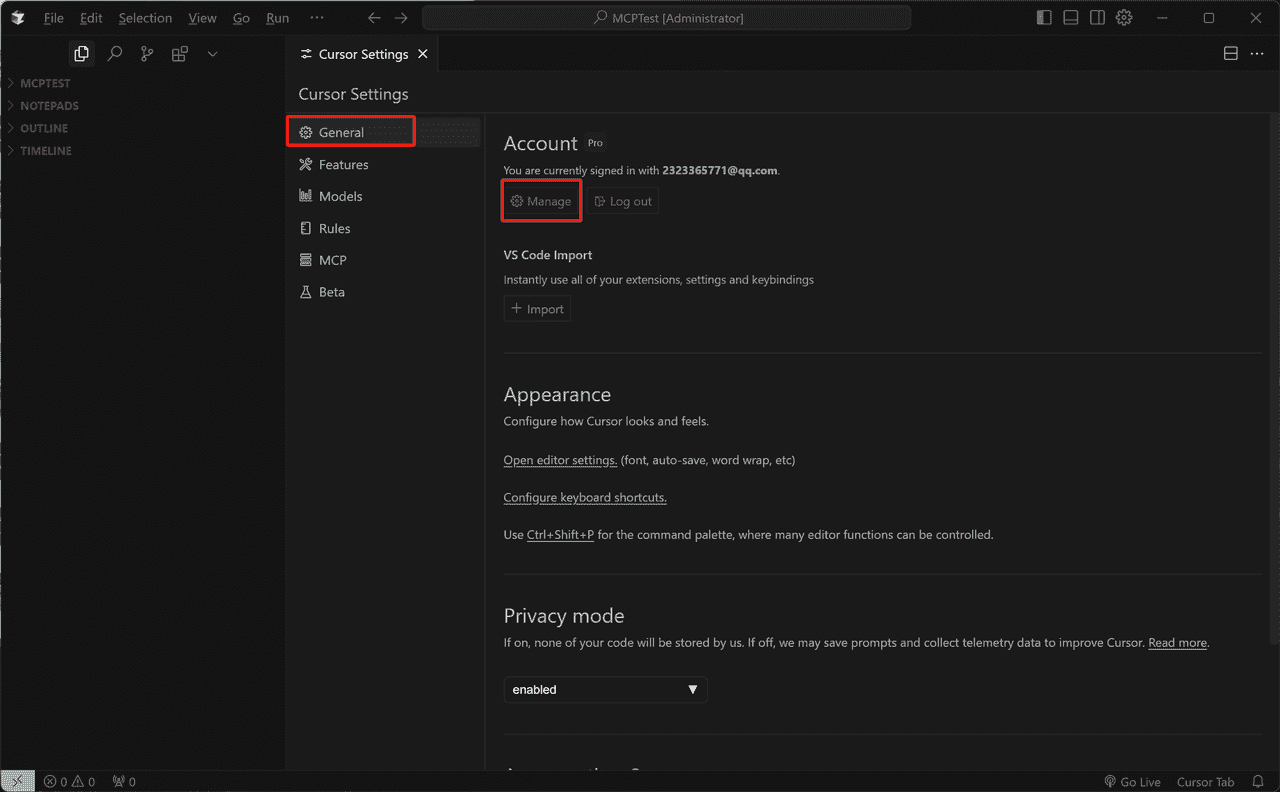 File Edit Selection View Go Run ···
MCPTest [Administrator]
Cursor Settings
MCPTEST
NOTEPADS
OUTLINE
TIMELINE
Cursor Settings
General
Features
Models
Rules
MCP
Beta
Account Pro
You are currently signed in with 2323365771@qq.com.
Manage Log out
VS Code Import
Instantly use all of your extensions, settings and keybindings
+ Import
Appearance
Configure how Cursor looks and feels.
Open editor settings. (font, auto-save, word wrap, etc)
Configure keyboard shortcuts.
Use Ctrl+Shift+P for the command palette, where many editor functions can be controlled.
Privacy mode
If on, none of your code will be stored by us. If off, we may save prompts and collect telemetry data to improve Cursor. Read more.
enabled
0 0 0 Go Live Cursor Tab